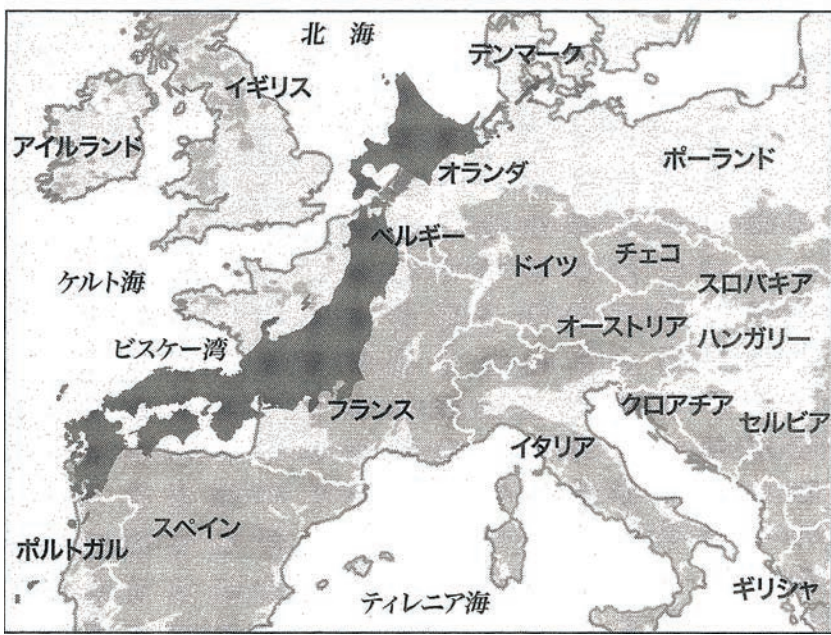 北海
デンマーク
イギリス
アイルランド
ポーランド
オランダ
ベルギー
ドイツ
チェコ
ケルト海
スロバキア
オーストリア
ハンガリー
ビスケー湾
フランス
クロアチア
セルビア
イタリア
スペイン
ポルトガル
ギリシャ
ティレニア海